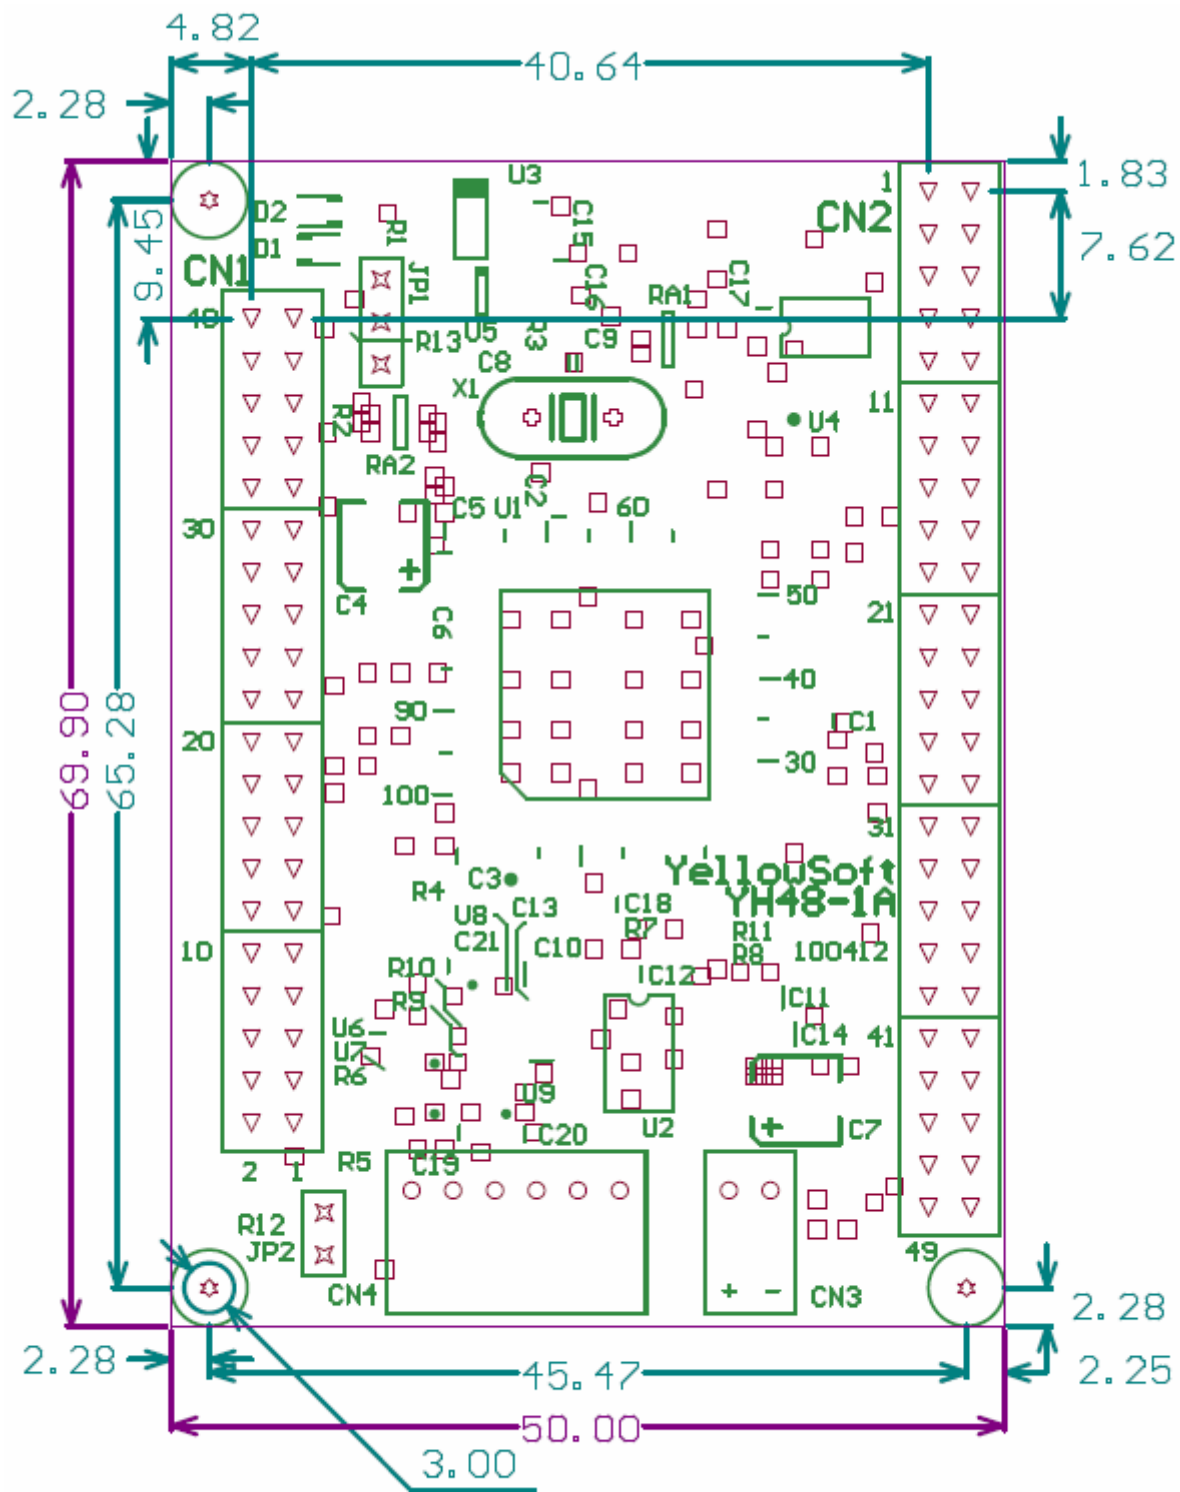 4.82
40.64
2.28
U3
1
1.83
D2
R1
C15
CN2
9.45
D1
7.62
CN1
JP1
C16
RA1
C17
40
R13
U5
R3
C9
C8
X1
11
R2
U4
RA2
C2
C5
U1
60
30
C4
50
21
C6
40
69.90
65.28
90
C1
20
30
100
31
YellowSoft
C3
R4
YH48-1A
C18
U8
C13
R7
R11
C21
C10
R8
100412
10
R10
C12
R9
C11
U6
C14
41
U7
R6
U9
C7
U2
C20
2
1
R5
C19
R12
JP2
49
CN4
+
-
CN3
2.28
2.28
45.47
2.25
50.00
3.00